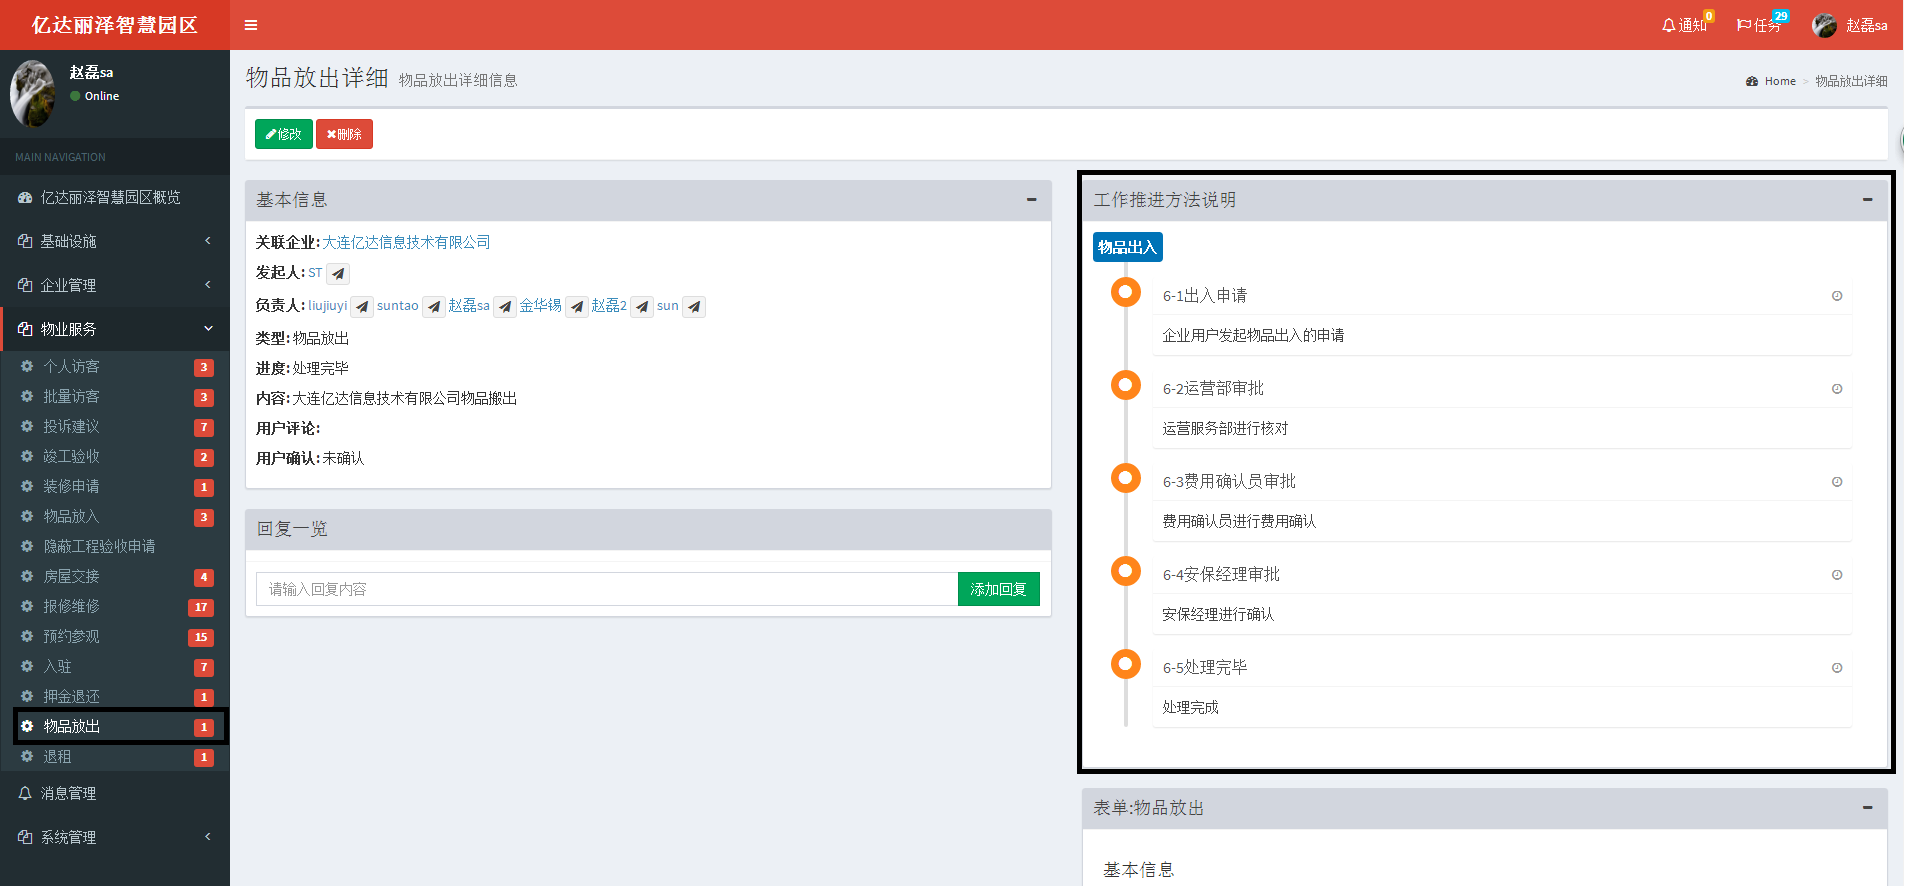 亿达丽泽智慧园区
通知 0
任务 29
赵磊sa
赵磊sa
Online
MAIN NAVIGATION
亿达丽泽智慧园区概览
基础设施
企业管理
物业服务
个人访客 3
批量访客 3
投诉建议 7
竣工验收 2
装修申请 1
物品放入 3
隐蔽工程验收申请
房屋交接 4
报修维修 17
预约参观 15
入驻 7
押金退还 1
物品放出 1
退租 1
消息管理
系统管理
物品放出详细 物品放出详细信息
Home > 物品放出详细
修改 删除
基本信息
关联企业:大连亿达信息技术有限公司
发起人:ST
负责人:liujiuyi suntao 赵磊sa 金华锡 赵磊2 sun
类型:物品放出
进度:处理完毕
内容:大连亿达信息技术有限公司物品搬出
用户评论:
用户确认:未确认
回复一览
请输入回复内容 添加回复
工作推进方法说明
物品出入
6-1出入申请
企业用户发起物品出入的申请
6-2运营部审批
运营服务部进行核对
6-3费用确认员审批
费用确认员进行费用确认
6-4安保经理审批
安保经理进行确认
6-5处理完毕
处理完成
表单:物品放出
基本信息